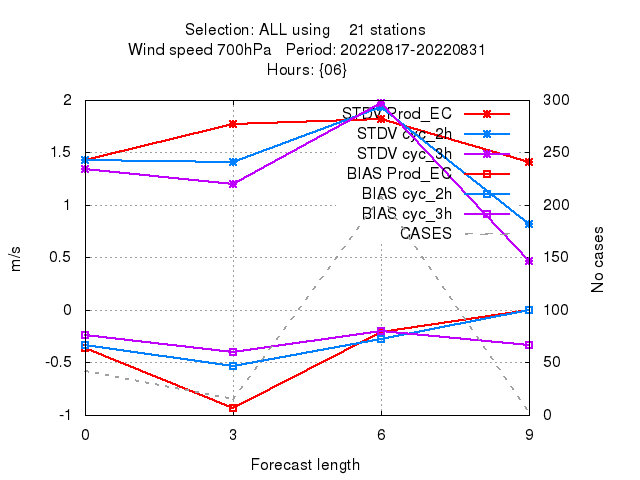 Selection: ALL using 21 stations
Wind speed 700hPa Period: 20220817-20220831
Hours: {06}
2 300
STDV Prod_EC
STDV cyc_2h
1.5 250
STDV cyc_3h
BIAS Prod_EC
BIAS cyc_2h
1 200
BIAS cyc_3h
CASES
0.5 150
m/s
No cases
0 100
-0.5 50
-1 0
0 3 6 9
Forecast length